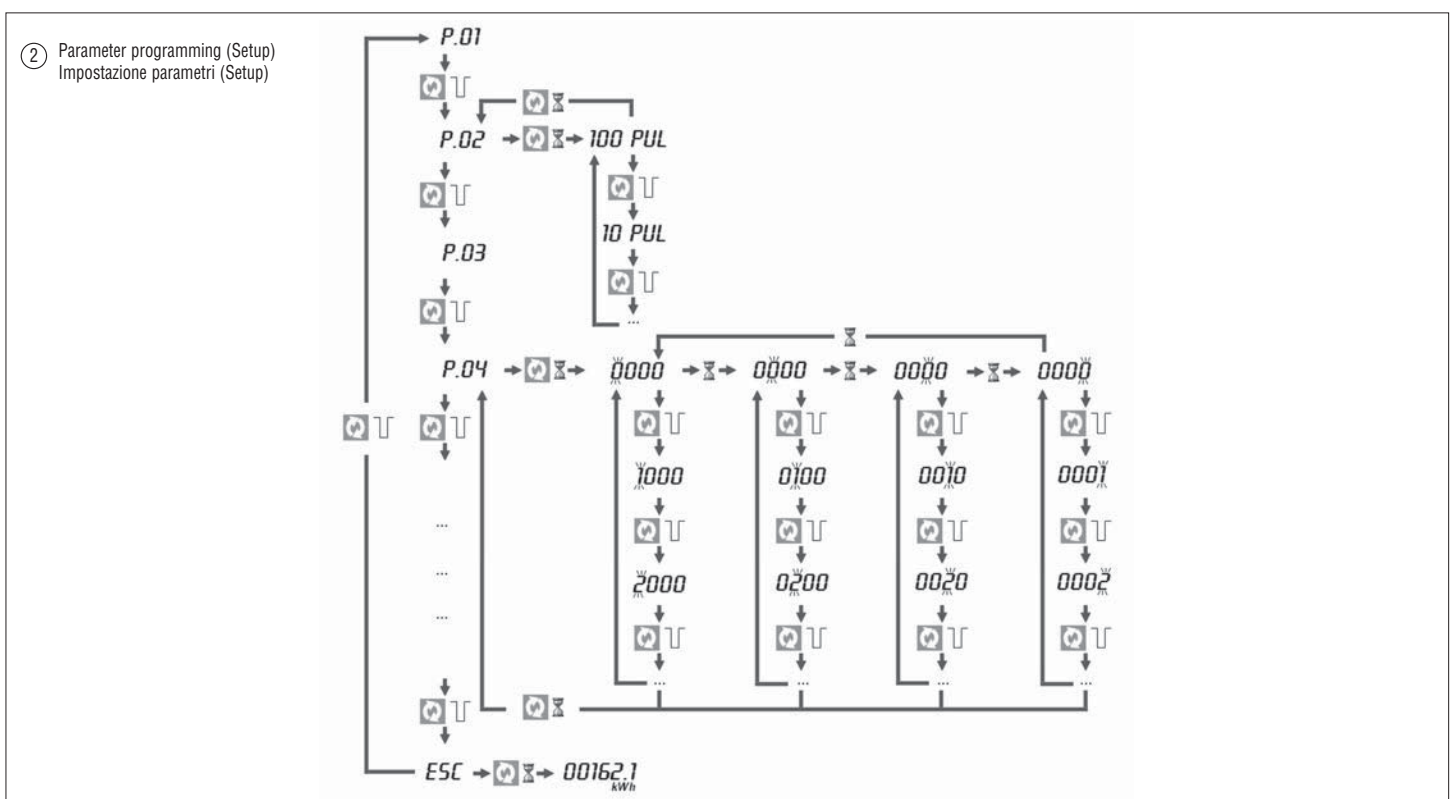 2 Parameter programming (Setup)
Impostazione parametri (Setup)
P.01
P.02 100 PUL
10 PUL
P.03
...
P.04 0000 0000 0000 0000
1000 0100 0010 0001
...
2000 0200 0020 0002
...
...
... ... ... ...
ESC 00162.1
kWh